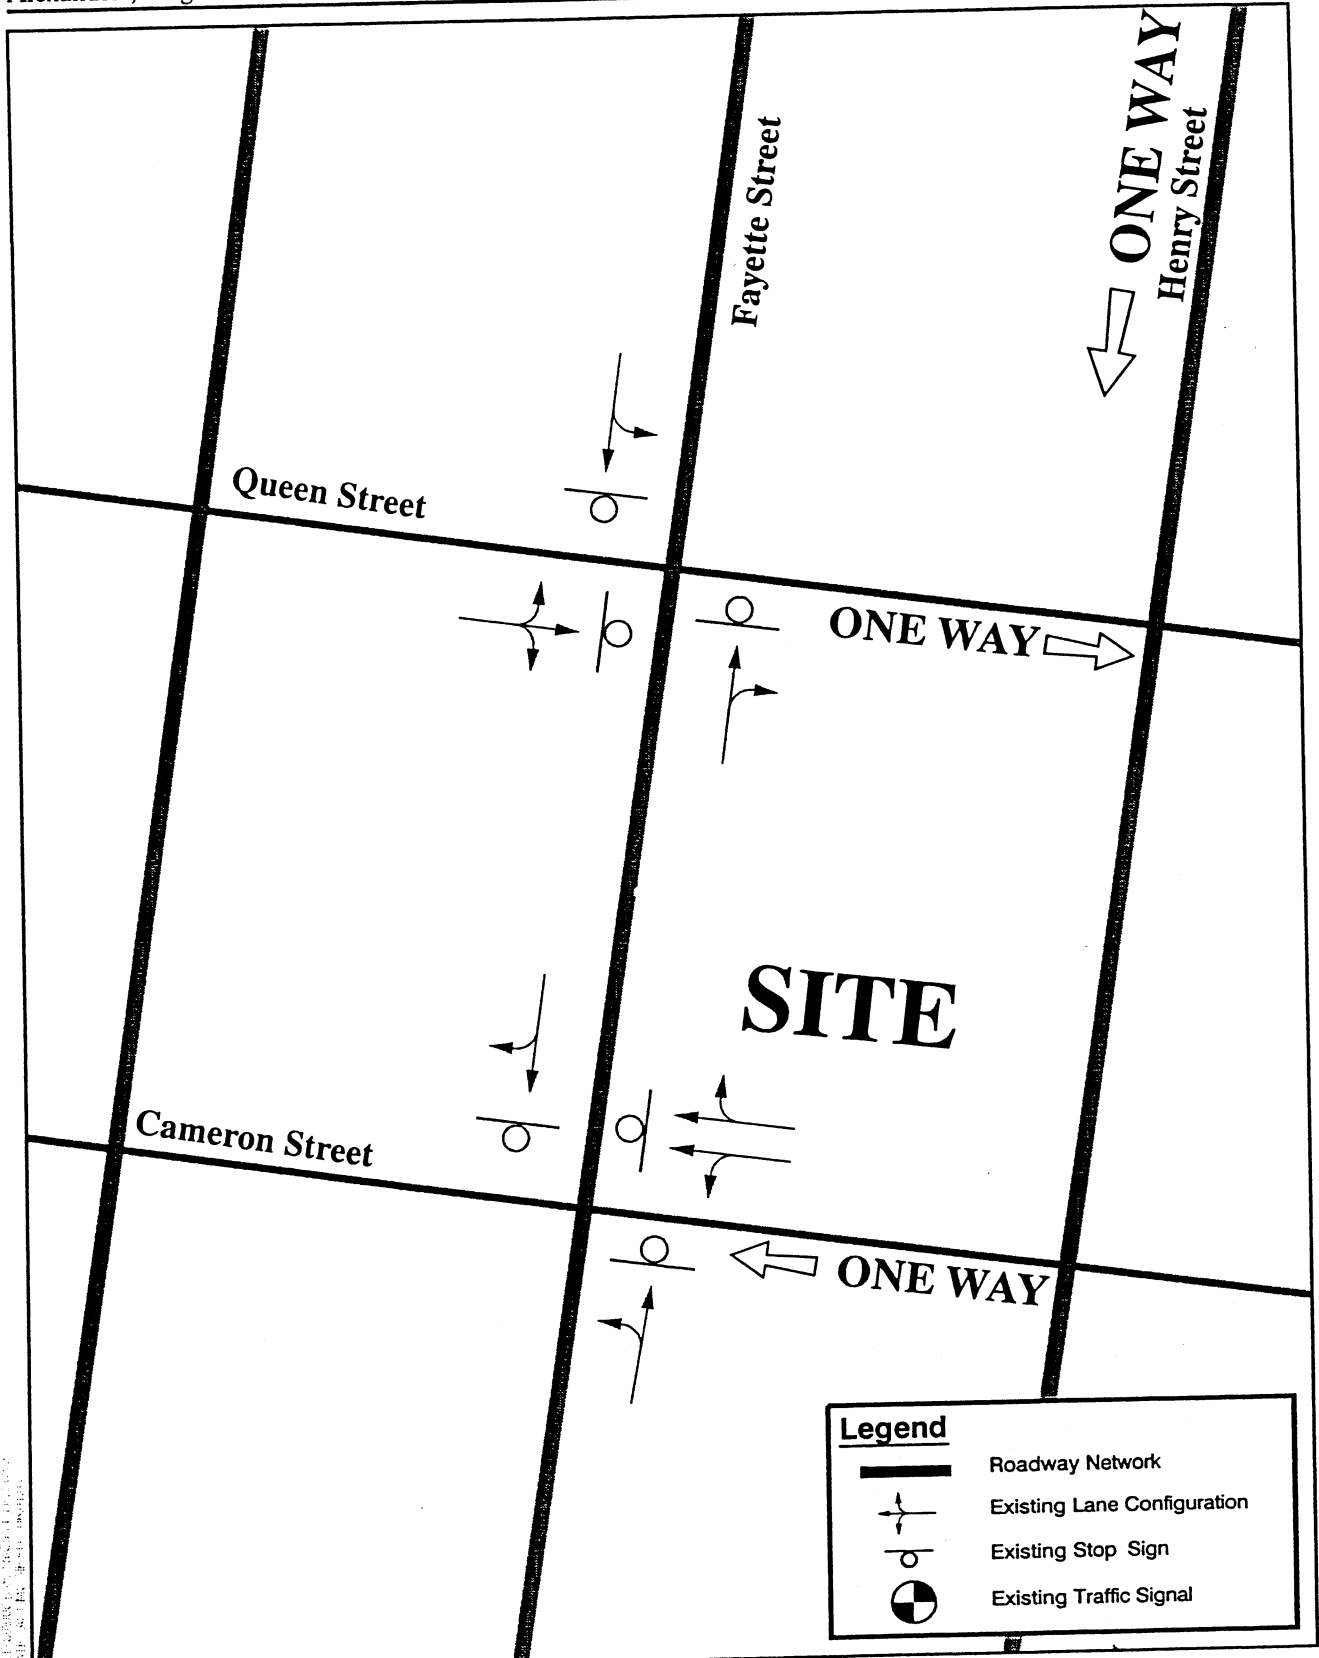 ONE WAY
Henry Street
Fayette Street
Queen Street
ONE WAY
SITE
Cameron Street
ONE WAY
Legend
Roadway Network
Existing Lane Configuration
Existing Stop Sign
Existing Traffic Signal